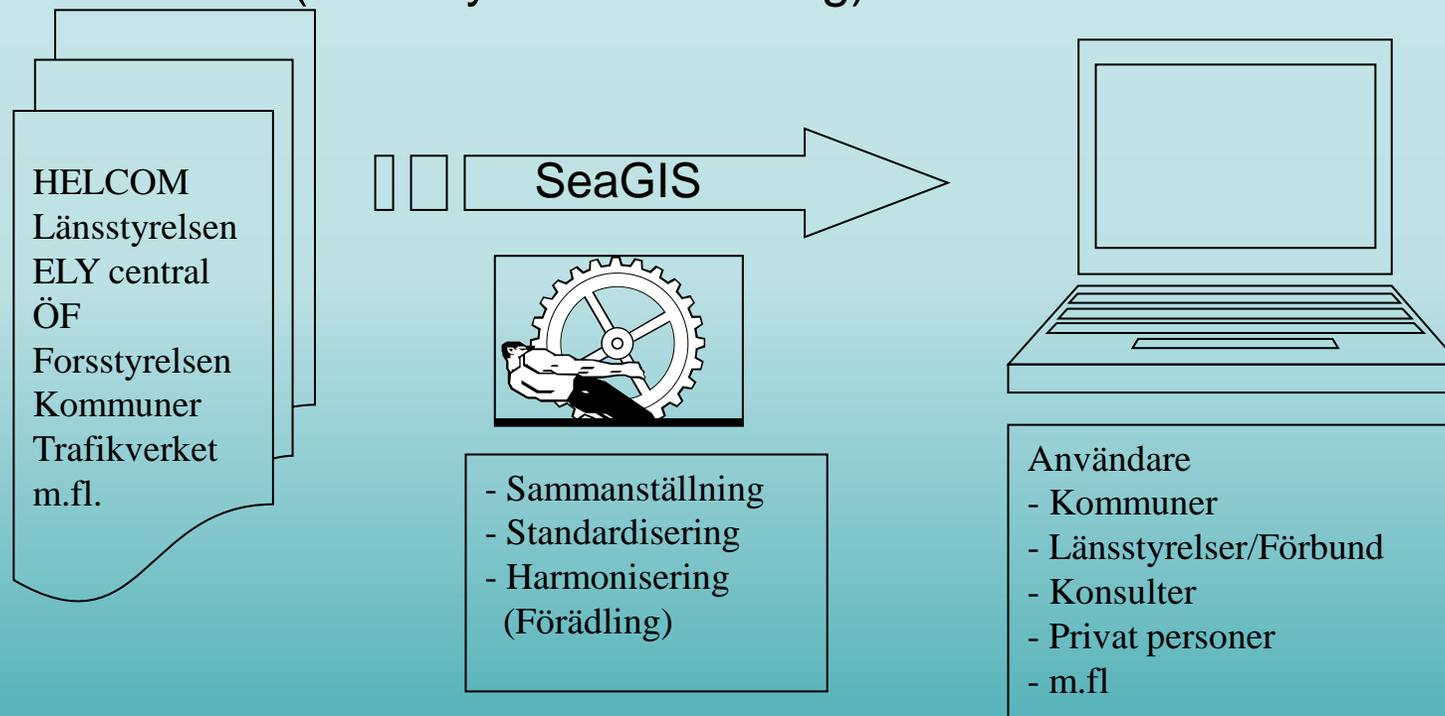 HELCOM
Länsstyrelsen
ELY central
ÖF
Forsstyrelsen
Kommuner
Trafikverket
m.fl.
SeaGIS
- Sammanställning
- Standardisering
- Harmonisering
(Förädling)
Användare
- Kommuner
- Länsstyrelser/Förbund
- Konsulter
- Privat personer
- m.fl